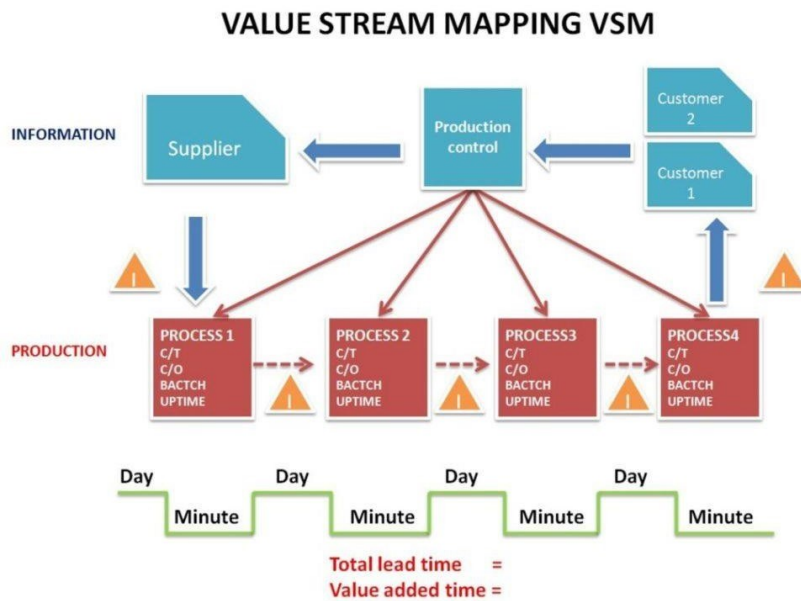 VALUE STREAM MAPPING VSM
INFORMATION
Supplier
Production
control
Customer
2
Customer
1
I
I
PRODUCTION
PROCESS 1
C/T
C/O
BACTCH
UPTIME
I
PROCESS 2
C/T
C/O
BACTCH
UPTIME
I
PROCESS3
C/T
C/O
BACTCH
UPTIME
I
PROCESS4
C/T
C/O
BACTCH
UPTIME
Day
Minute
Day
Minute
Day
Minute
Day
Minute
Total lead time =
Value added time =